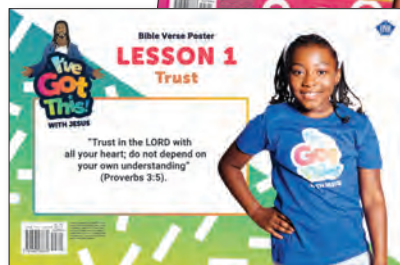 Bible Verse Poster
LESSON 1
Trust
I've
Got
This!
WITH JESUS
"Trust in the LORD with
all your heart; do not depend on
your own understanding"
(Proverbs 3:5).
Got